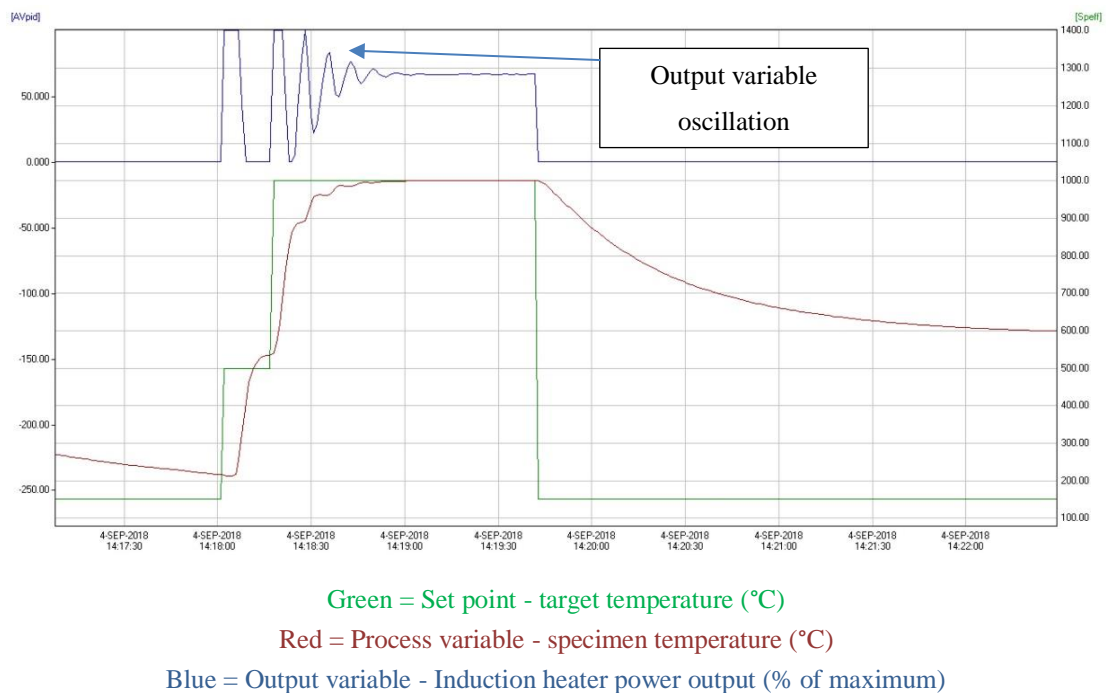 [AVpid]
[Speff]
Output variable
oscillation
50.000
0.000
-50.000
-100.00
-150.00
-200.00
-250.00
1400.0
1300.0
1200.0
1100.0
1000.0
900.00
800.00
700.00
600.00
500.00
400.00
300.00
200.00
100.00
4-SEP-2018
14:17:30
4-SEP-2018
14:18:00
4-SEP-2018
14:18:30
4-SEP-2018
14:19:00
4-SEP-2018
14:19:30
4-SEP-2018
14:20:00
4-SEP-2018
14:20:30
4-SEP-2018
14:21:00
4-SEP-2018
14:21:30
4-SEP-2018
14:22:00
Green = Set point - target temperature (°C)
Red = Process variable - specimen temperature (°C)
Blue = Output variable - Induction heater power output (% of maximum)